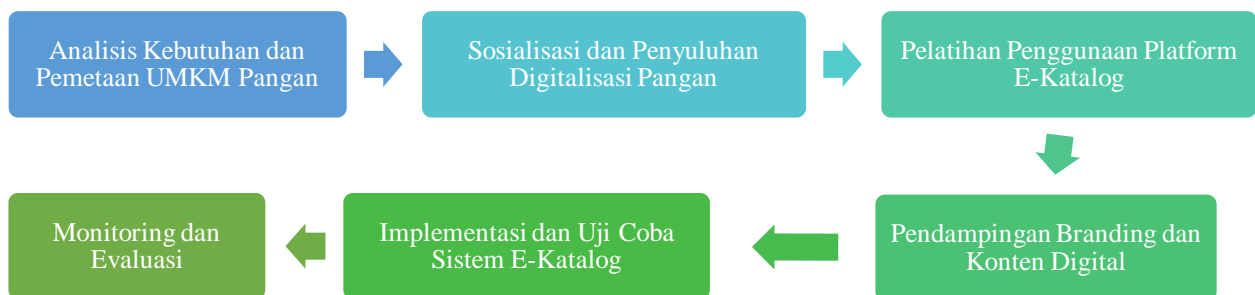 Analisis Kebutuhan dan
Pemetaan UMKM Pangan
Sosialisasi dan Penyuluhan
Digitalisasi Pangan
Pelatihan Penggunaan Platform
E-Katalog
Pendampingan Branding dan
Konten Digital
Implementasi dan Uji Coba
Sistem E-Katalog
Monitoring dan
Evaluasi